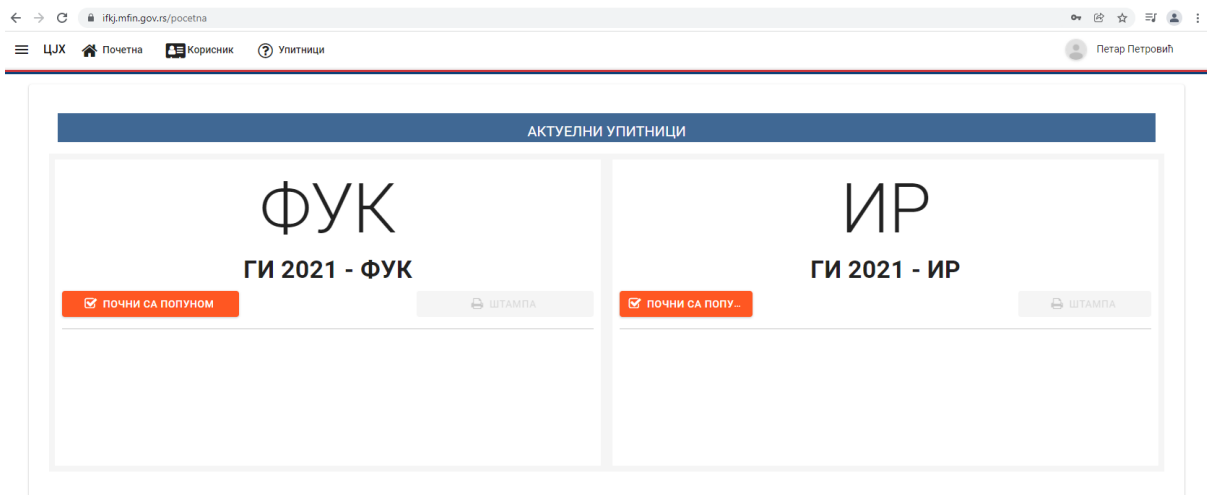 ifkj.mfin.gov.rs/pocetna
ЦЈХ Почетна Корисник Упитници Петар Петровић
АКТУЕЛНИ УПИТНИЦИ
ФУК
ГИ 2021 - ФУК
ПОЧНИ СА ПОПУНОМ ШТАМПА
ИР
ГИ 2021 - ИР
ПОЧНИ СА ПОПУ... ШТАМПА